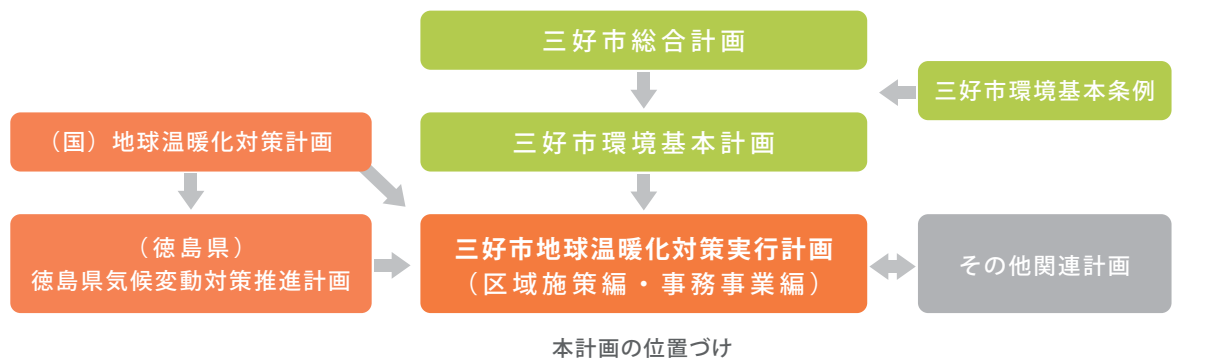 三好市総合計画
三好市環境基本条例
(国)地球温暖化対策計画
三好市環境基本計画
(徳島県)
徳島県気候変動対策推進計画
三好市地球温暖化対策実行計画
(区域施策編・事務事業編)
その他関連計画
本計画の位置づけ